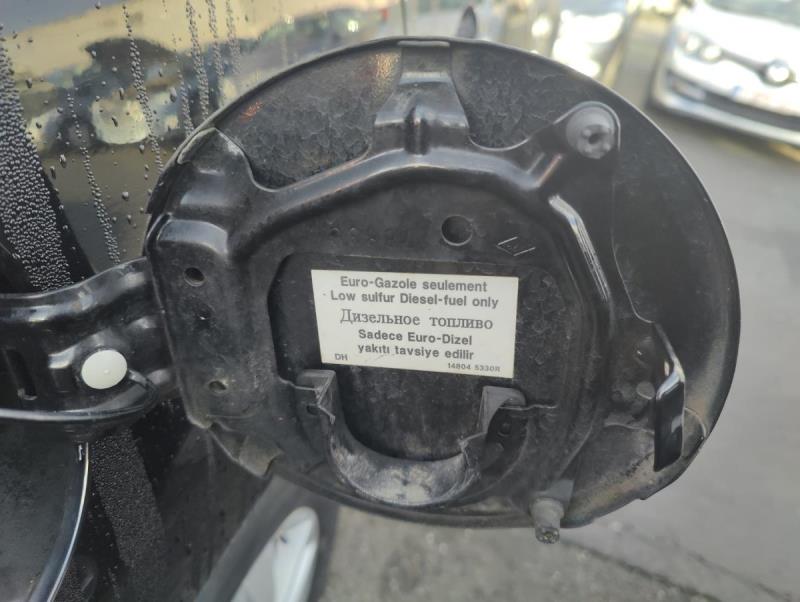 Euro-Gazole seulement
Low sulfur Diesel-fuel only
Дизельное топливо
Sadece Euro-Dizel
yakıtı tavsiye edilir
DH 14804 5330R